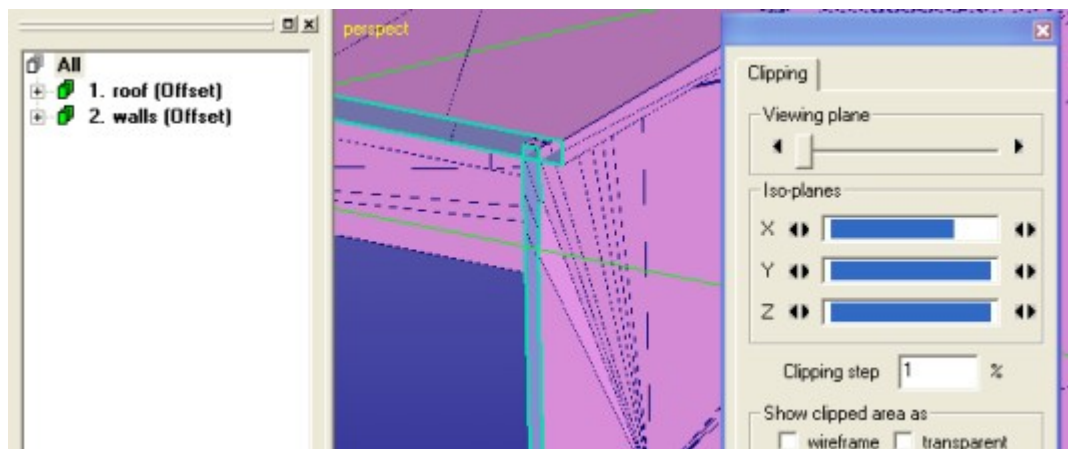 All
1. roof (Offset)
2. walls (Offset)
perspect
Clipping
Viewing plane
Iso-planes
X
Y
Z
Clipping step 1 %
Show clipped area as
wireframe transparent